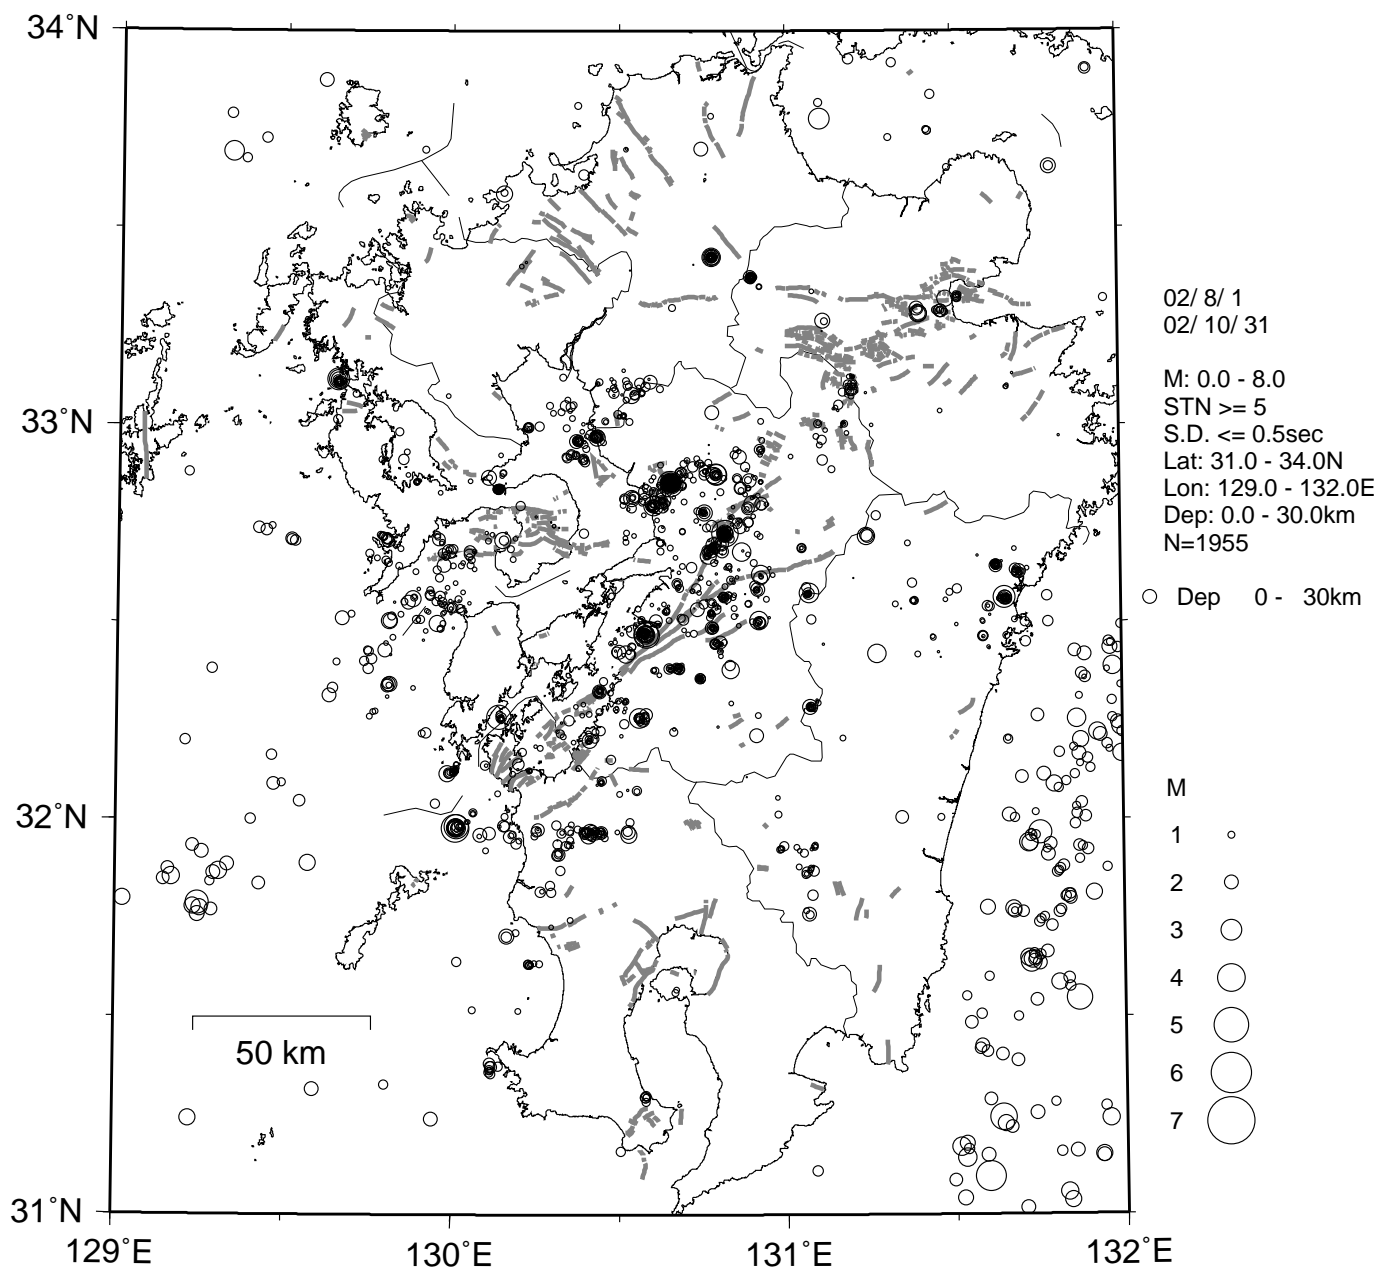 34˚N
33˚N
32˚N
31˚N
129˚E
130˚E
131˚E
132˚E
50 km
02/ 8/ 1
02/ 10/ 31
M: 0.0 - 8.0
STN >= 5
S.D. <= 0.5sec
Lat: 31.0 - 34.0N
Lon: 129.0 - 132.0E
Dep: 0.0 - 30.0km
N=1955
Dep 0 - 30km
M
1
2
3
4
5
6
7